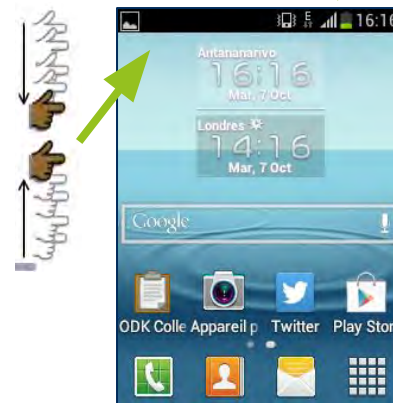 16:16
Antananarivo
16:16
Mar, 7 Oct
Londres
14:16
Mar, 7 Oct
Google
ODK Colle Appareil p Twitter Play Stor